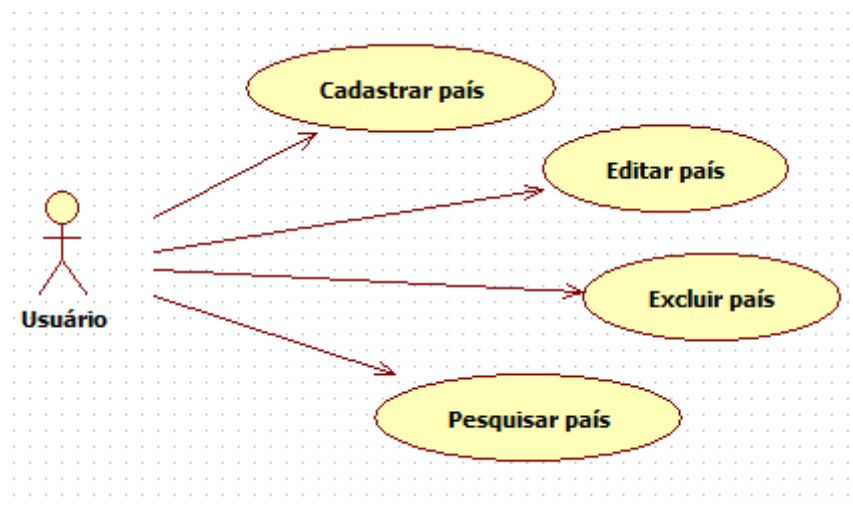 Cadastrar país
Editar país
Excluir país
Usuário
Pesquisar país